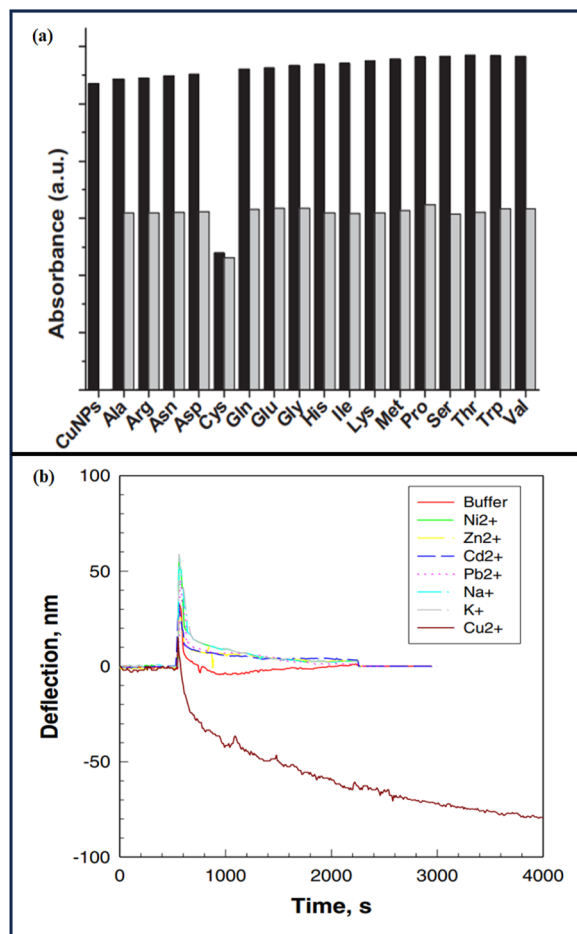 (a)
Absorbance (a.u.)
CuNPs Ala Arg Asn Asp Cys Gln Glu Gly His Ile Lys Met Pro Ser Thr Trp Val
(b)
100
50
0
-50
-100
Deflection, nm
Buffer
Ni2+
Zn2+
Cd2+
Pb2+
Na+
K+
Cu2+
0 1000 2000 3000 4000
Time, s